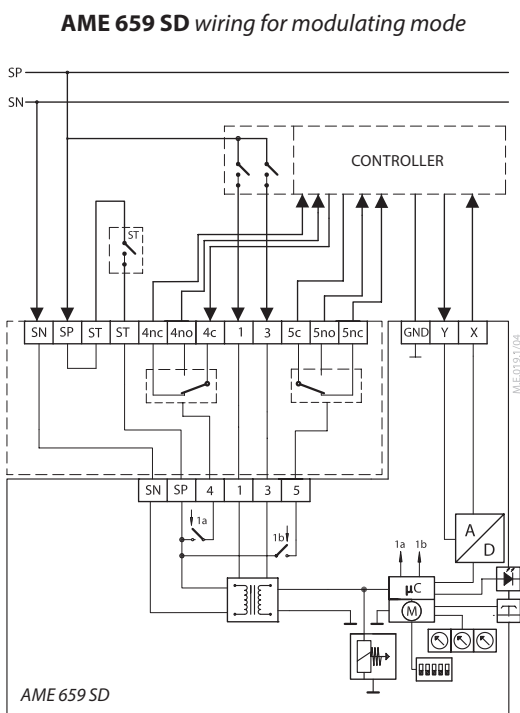 AME 659 SD wiring for modulating mode
SP
SN
CONTROLLER
ST
SN SP ST ST 4nc 4no 4c 1 3 5c 5no 5nc GND Y X
M.E.019.1/04
SN SP 4 1 3 5
1a
1b
1a 1b
A
D
µC
M
AME 659 SD